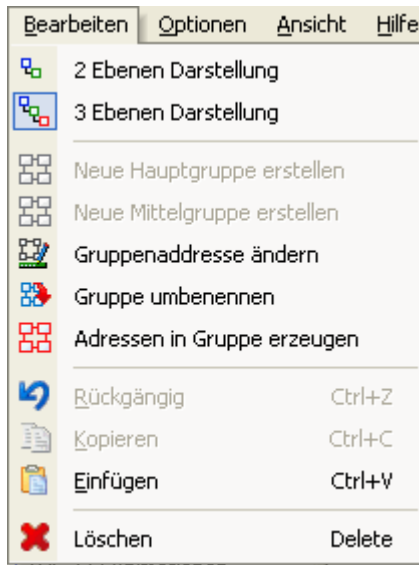 Bearbeiten Optionen Ansicht Hilfe
2 Ebenen Darstellung
3 Ebenen Darstellung
Neue Hauptgruppe erstellen
Neue Mittelgruppe erstellen
Gruppenaddresse ändern
Gruppe umbenennen
Adressen in Gruppe erzeugen
Rückgängig Ctrl+Z
Kopieren Ctrl+C
Einfügen Ctrl+V
Löschen Delete